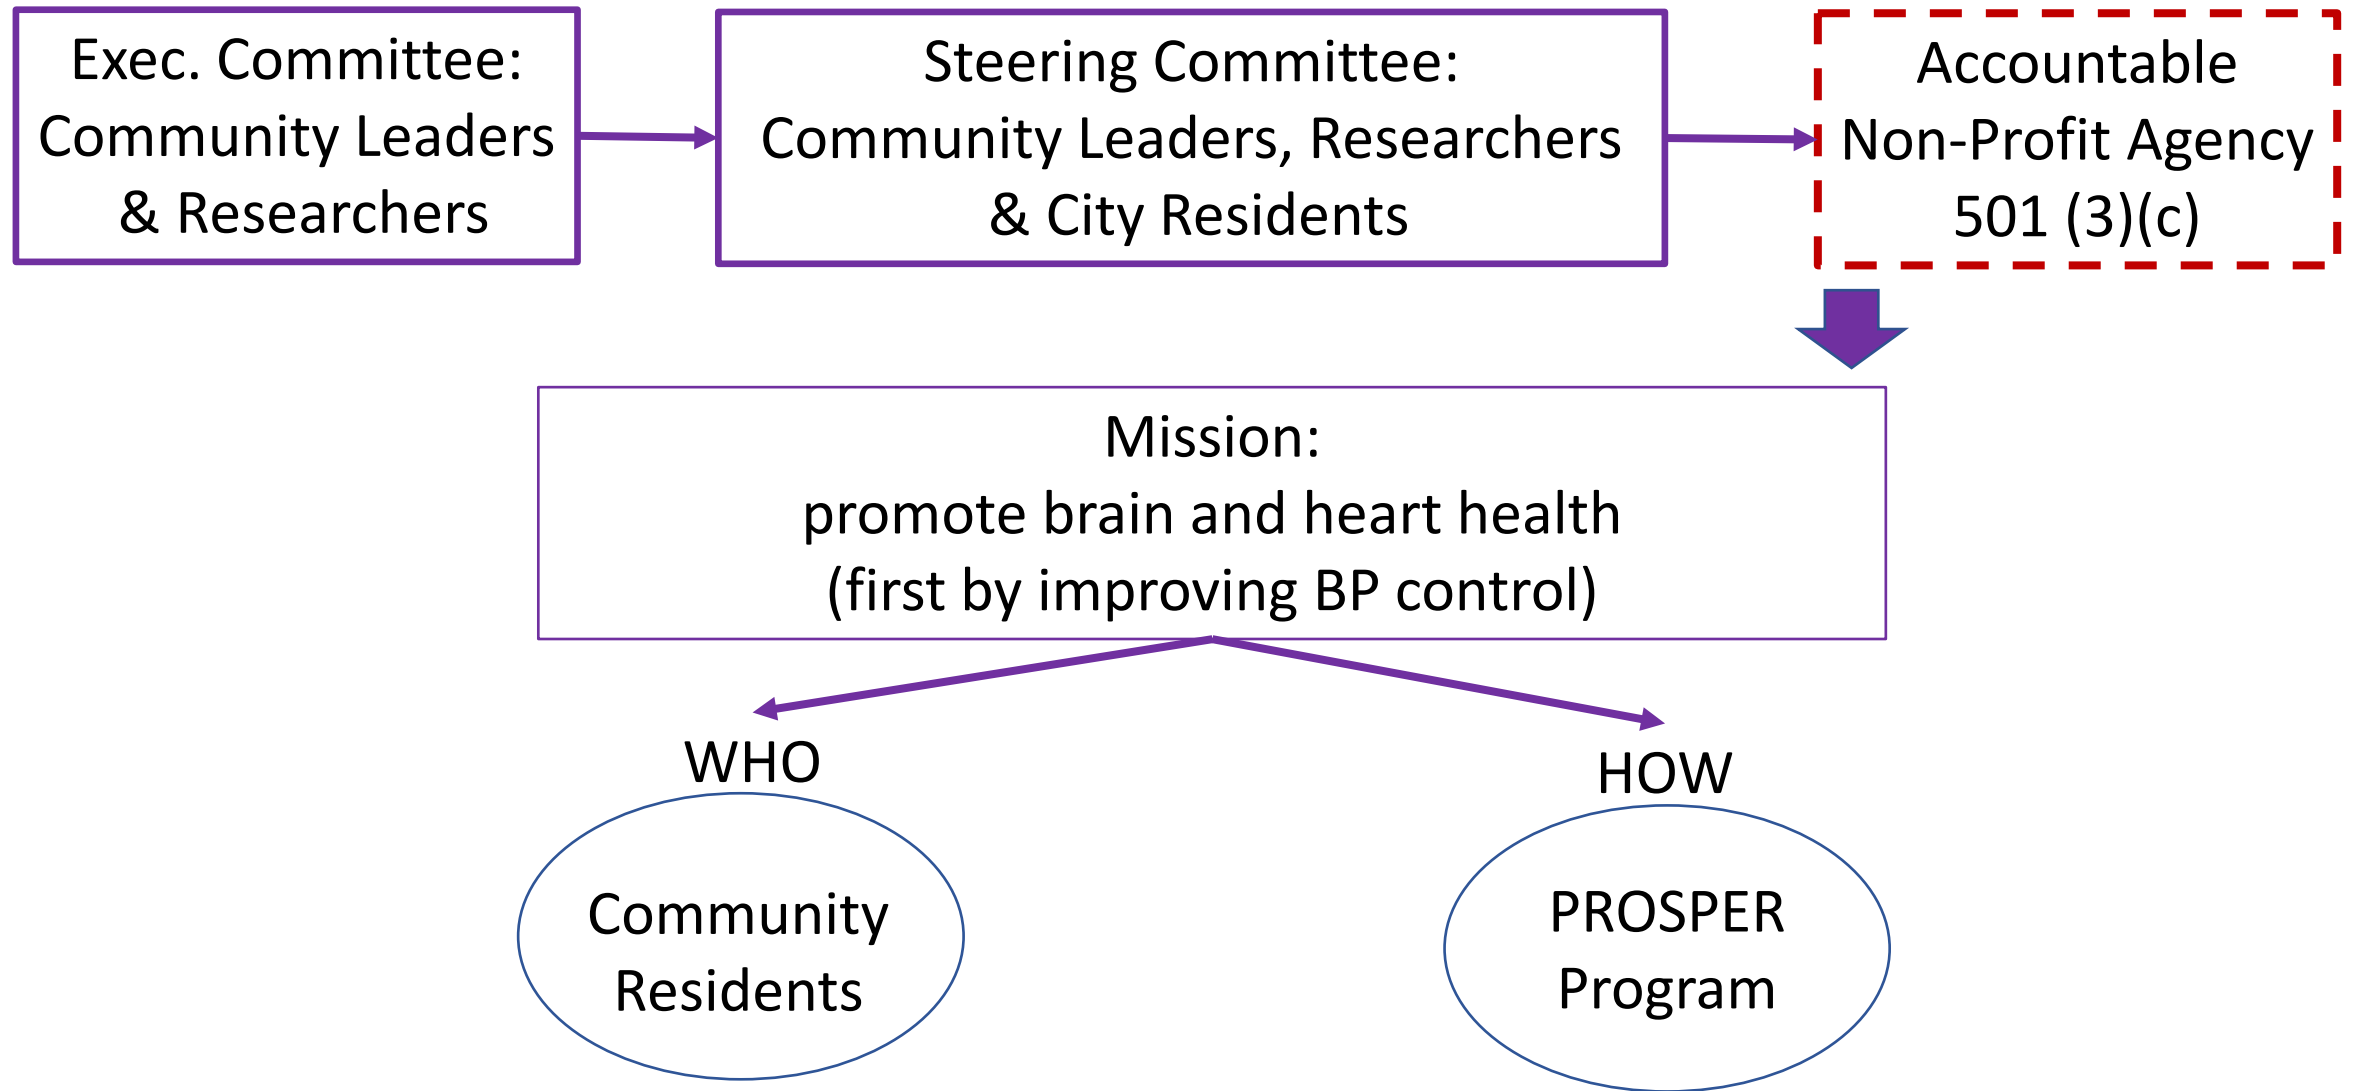 Exec. Committee:
Community Leaders
& Researchers
Steering Committee:
Community Leaders, Researchers
& City Residents
Accountable
Non-Profit Agency
501 (3)(c)
Mission:
promote brain and heart health
(first by improving BP control)
WHO
Community
Residents
HOW
PROSPER
Program